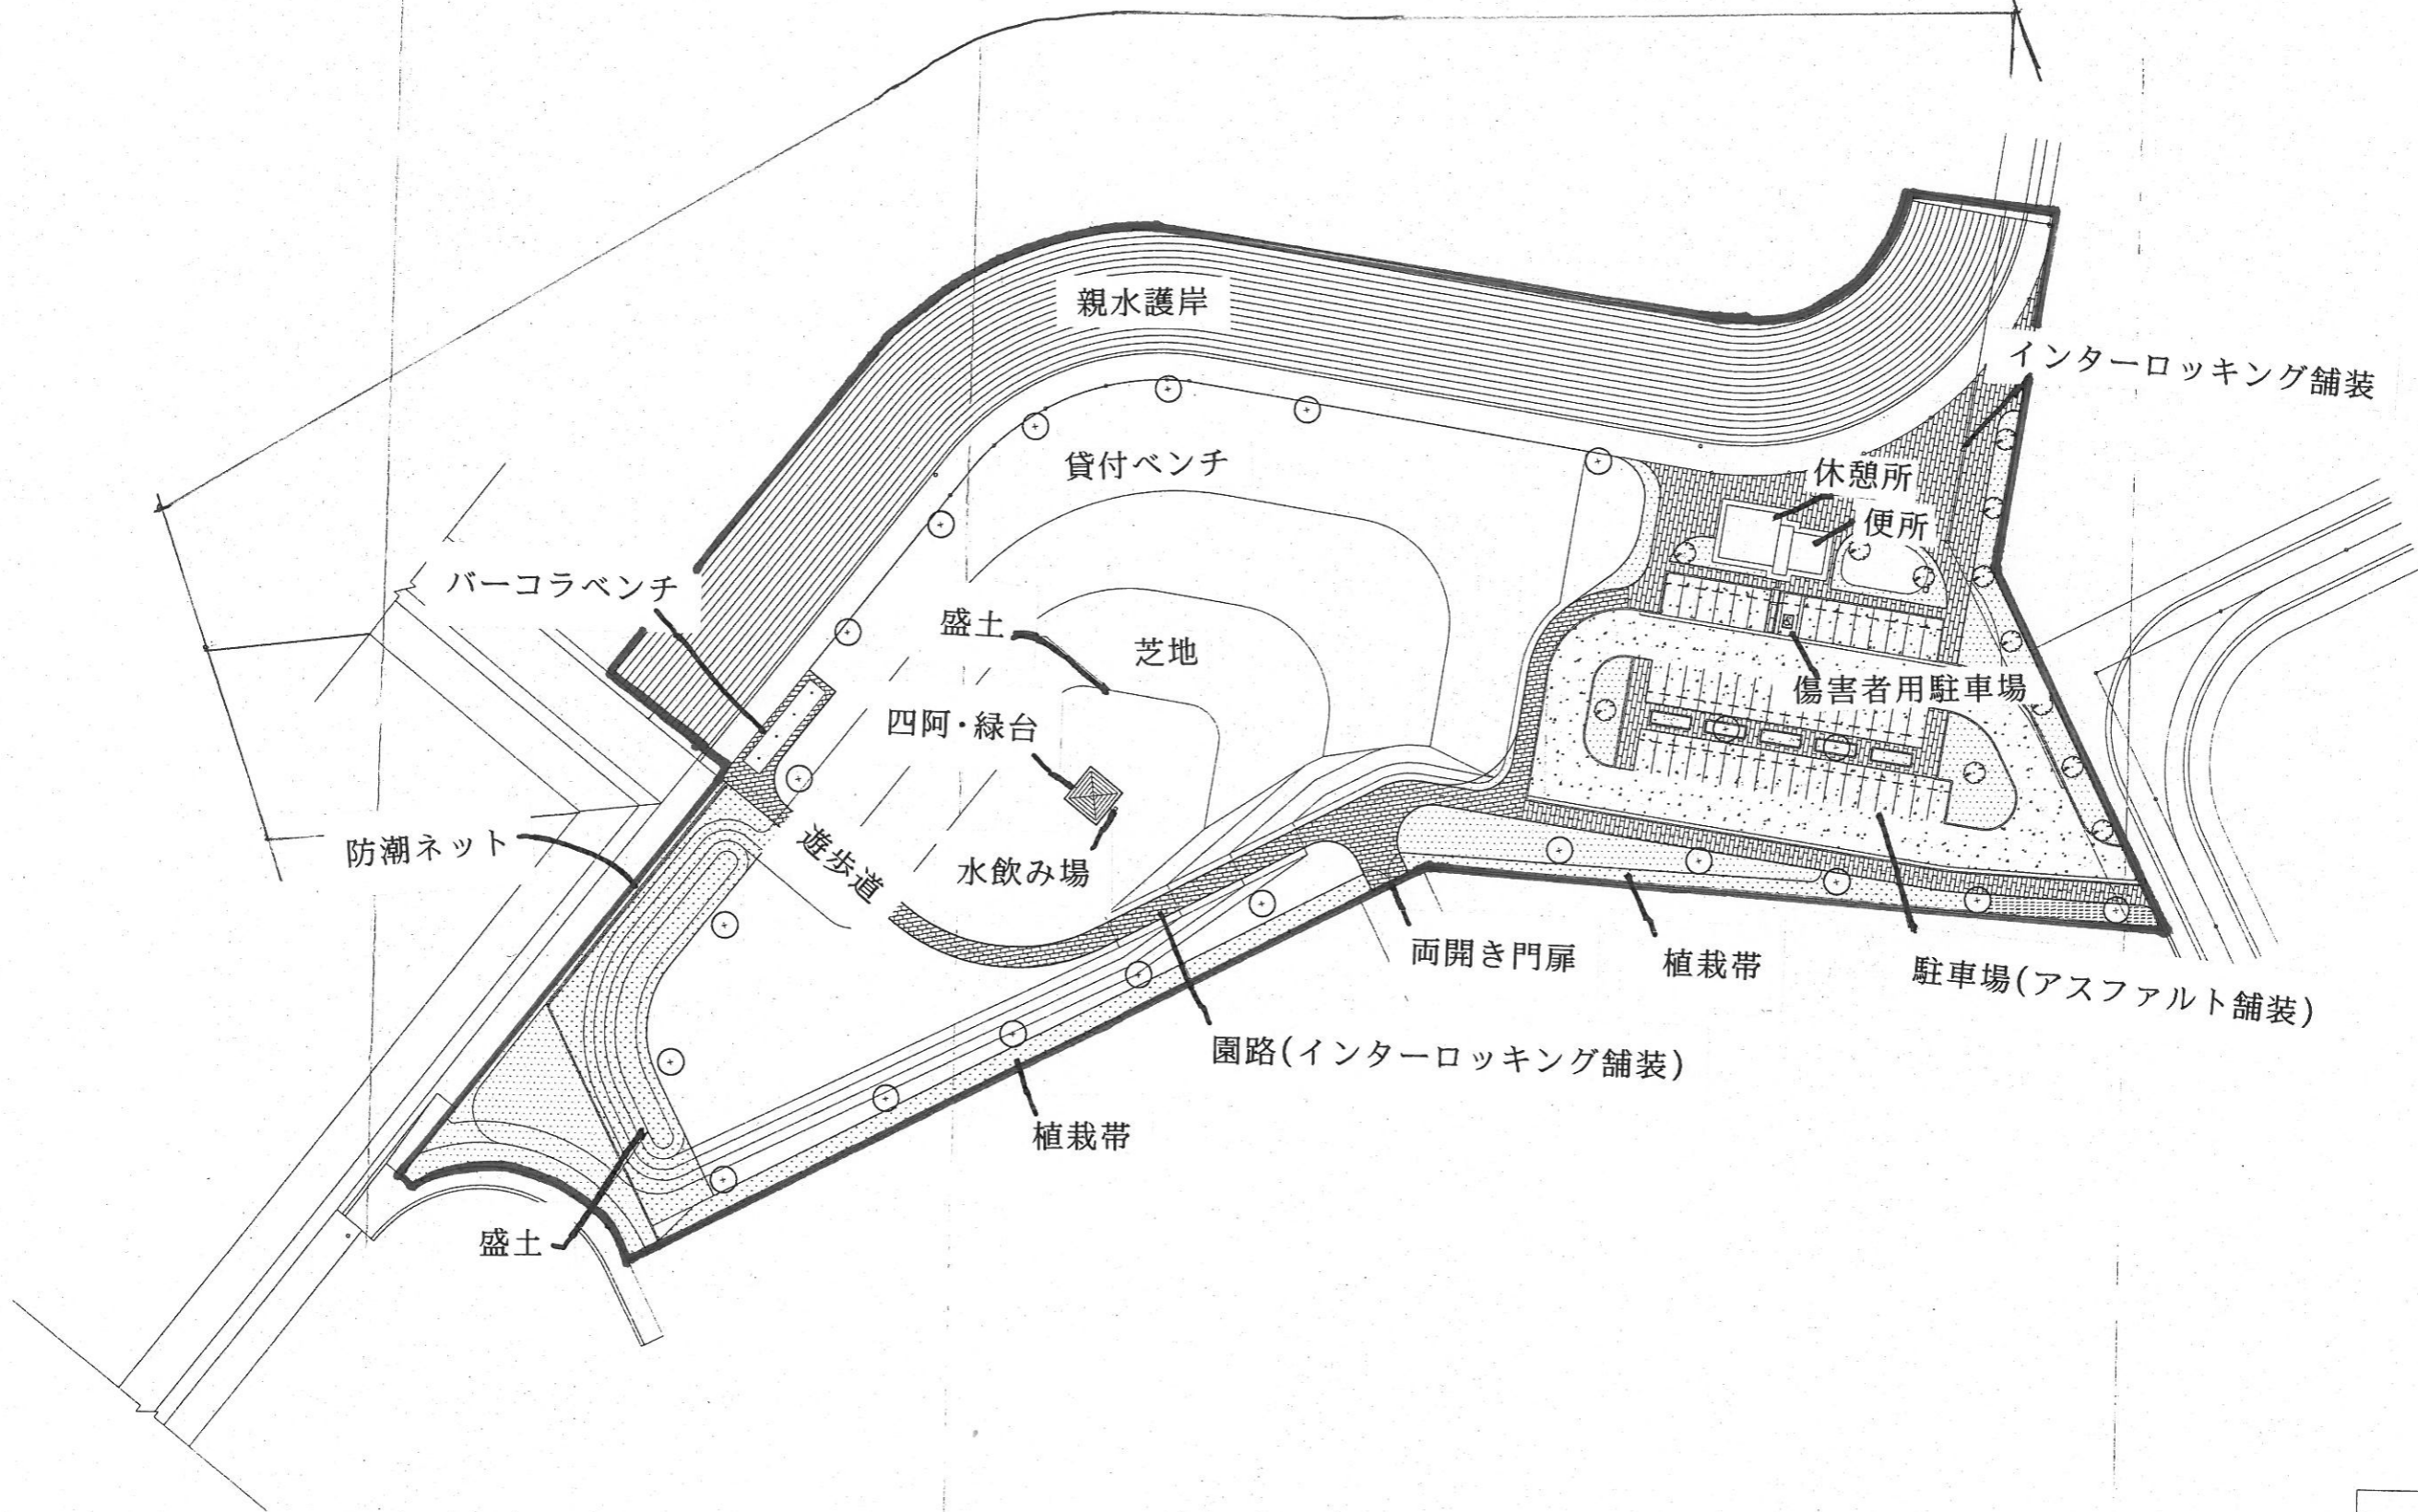 親水護岸
インターロッキング舗装
貸付ベンチ
休憩所
便所
バーコラベンチ
盛土
芝地
傷害者用駐車場
四阿・緑台
防潮ネット
遊歩道
水飲み場
両開き門扉
植栽帯
駐車場(アスファルト舗装)
園路(インターロッキング舗装)
植栽帯
盛土